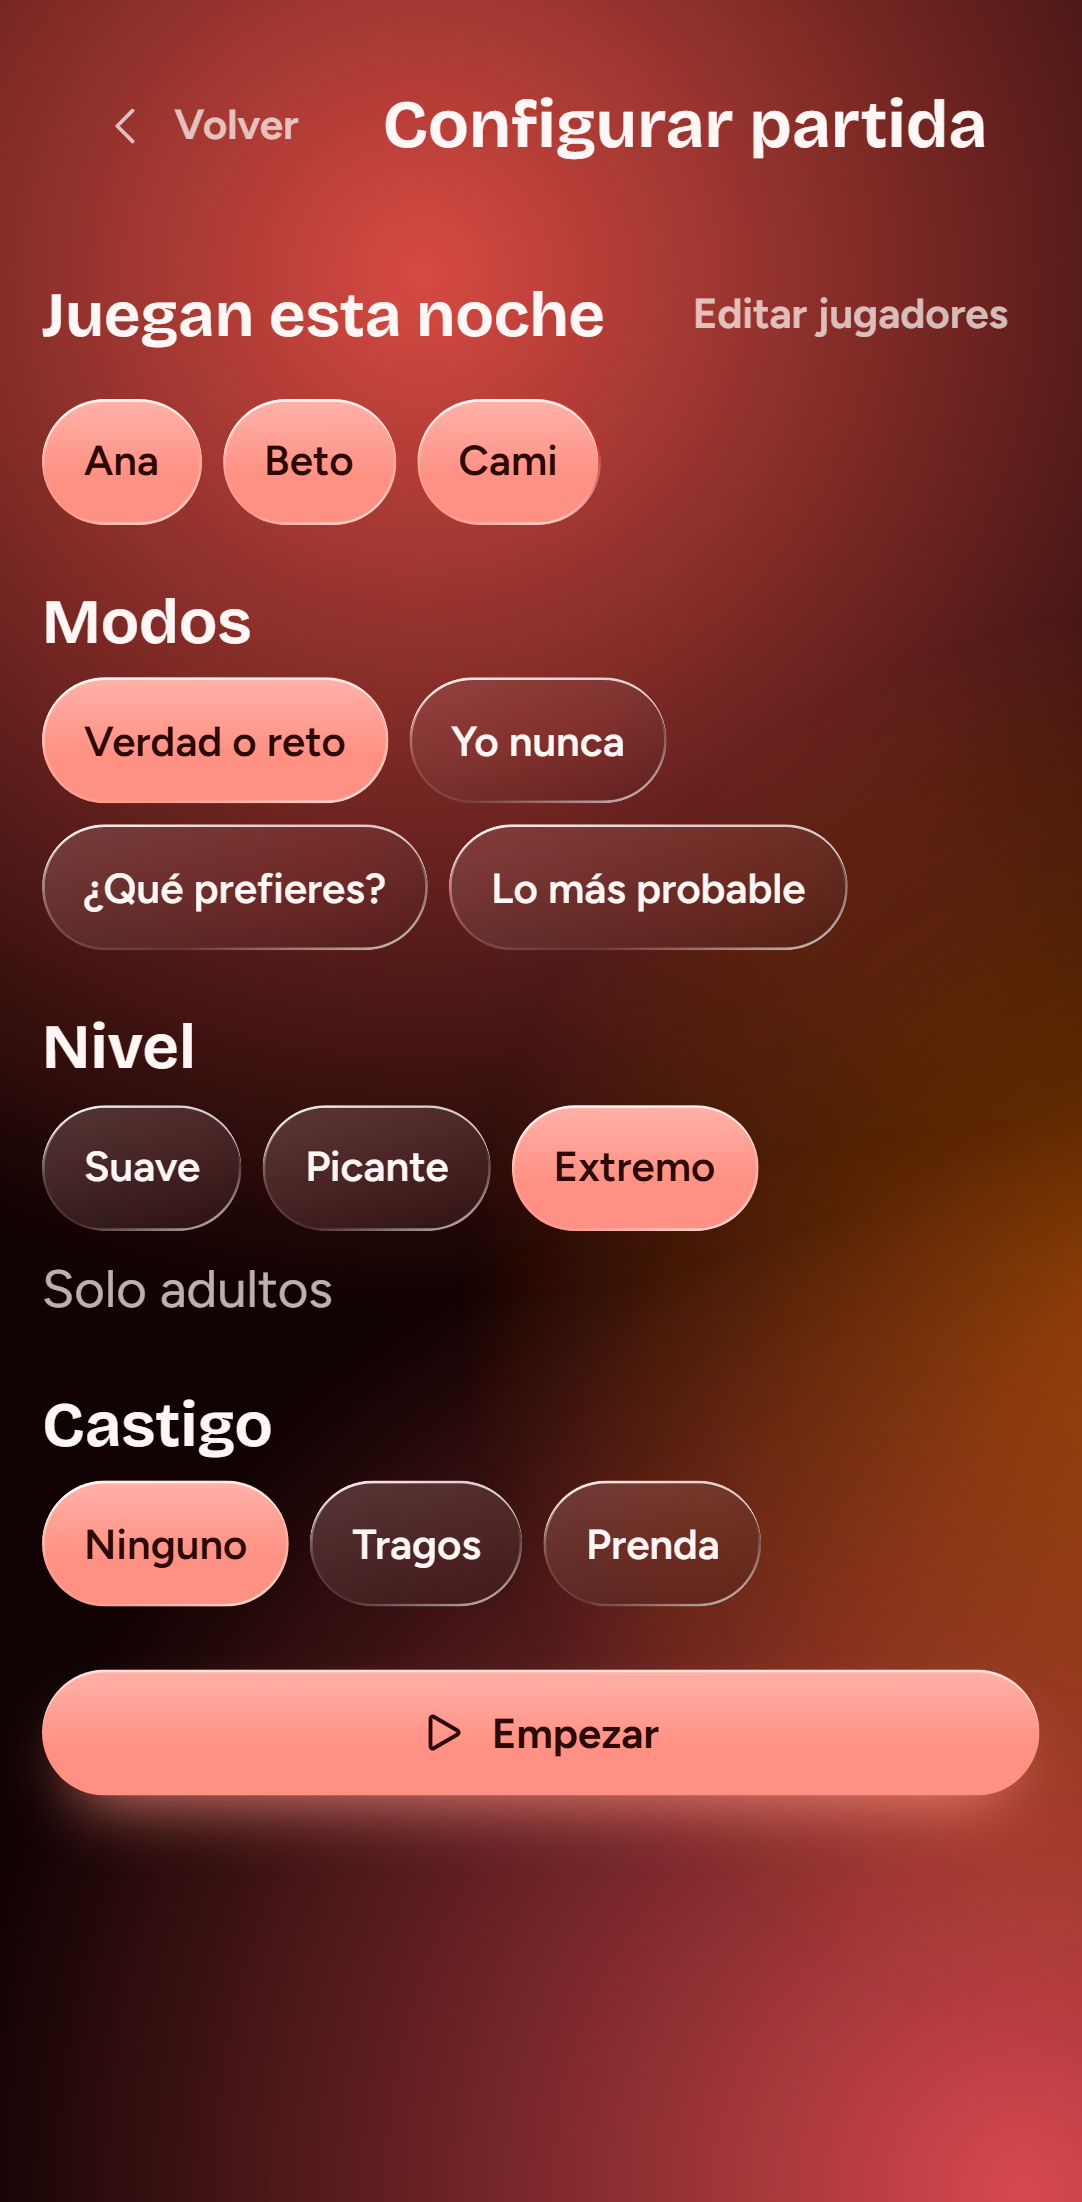 Volver Configurar partida
Juegan esta noche Editar jugadores
Ana Beto Cami
Modos
Verdad o reto Yo nunca
¿Qué prefieres? Lo más probable
Nivel
Suave Picante Extremo
Solo adultos
Castigo
Ninguno Tragos Prenda
Empezar